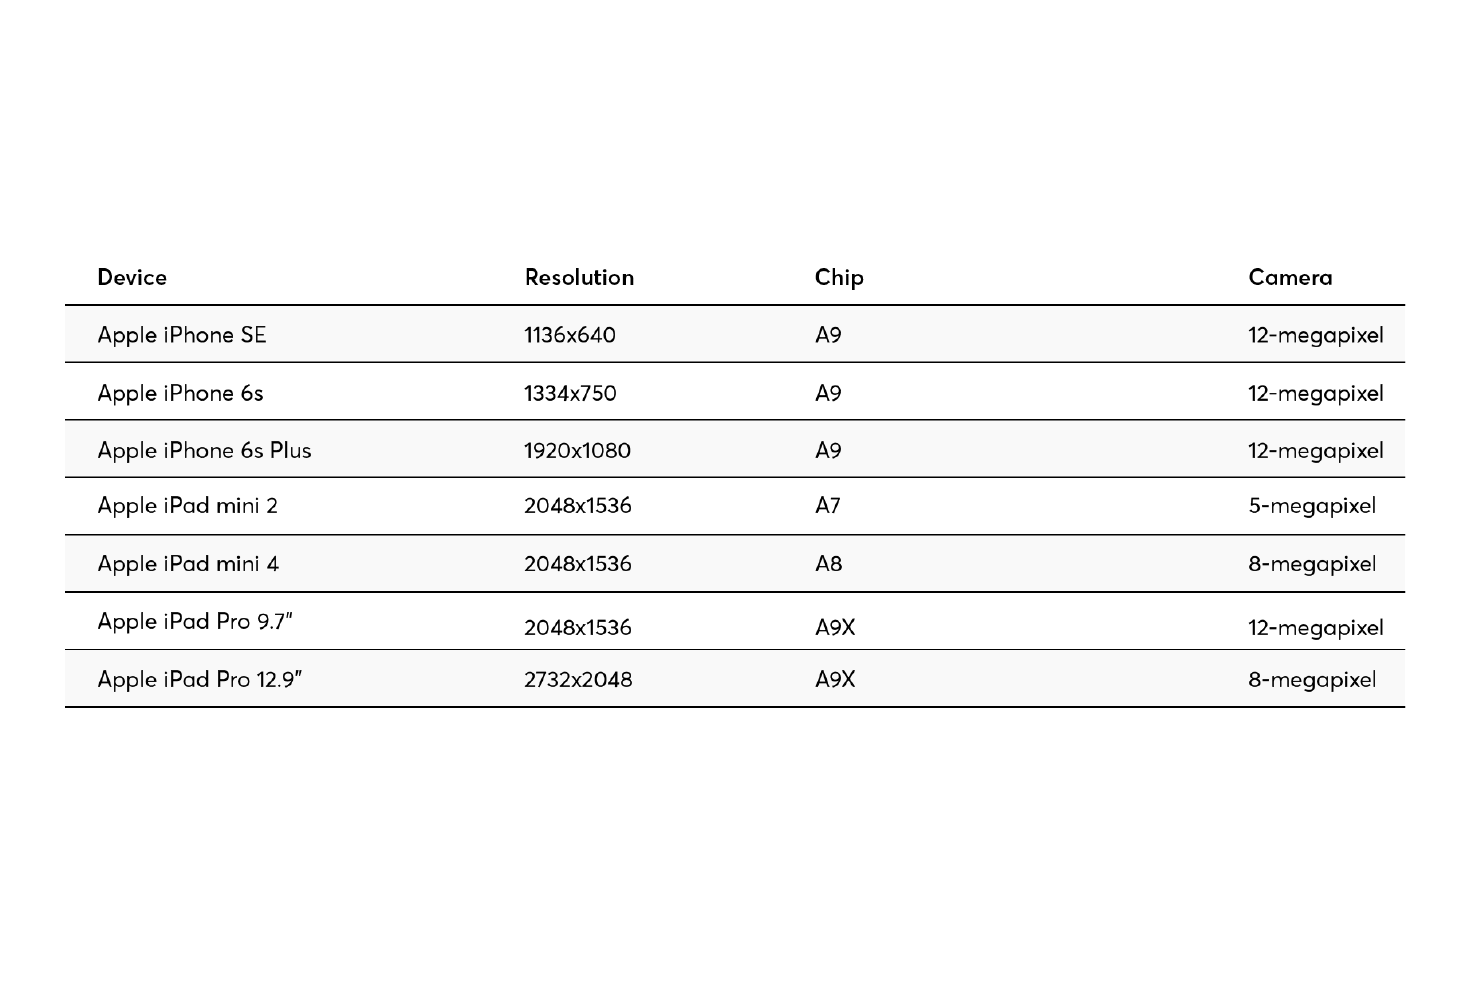 Device Resolution Chip Camera
Apple iPhone SE 1136x640 A9 12-megapixel
Apple iPhone 6s 1334x750 A9 12-megapixel
Apple iPhone 6s Plus 1920x1080 A9 12-megapixel
Apple iPad mini 2 2048x1536 A7 5-megapixel
Apple iPad mini 4 2048x1536 A8 8-megapixel
Apple iPad Pro 9.7" 2048x1536 A9X 12-megapixel
Apple iPad Pro 12.9" 2732x2048 A9X 8-megapixel